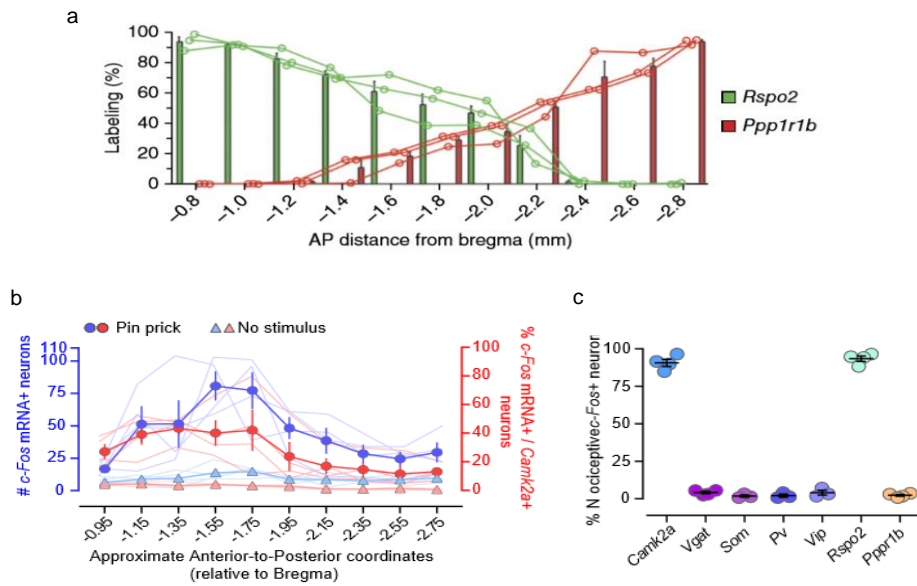 a
Labeling (%)
100
80
60
40
20
0
–0.8
–1.0
–1.2
–1.4
–1.6
–1.8
–2.0
–2.2
–2.4
–2.6
–2.8
AP distance from bregma (mm)
Rspo2
Ppp1r1b
b
Pin prick
No stimulus
# c-Fos mRNA+ neurons
110
100
75
50
25
0
100
80
60
40
20
0
% c-Fos mRNA+ / Camk2a+
neurons
-0.95
-1.15
-1.35
-1.55
-1.75
-1.95
-2.15
-2.35
-2.55
-2.75
Approximate Anterior-to-Posterior coordinates
(relative to Bregma)
c
% N ociceptivec-Fos+ neuror
100
75
50
25
0
Camk2a
Vgat
Som
Pv
Vip
Rspo2
Pppr1b